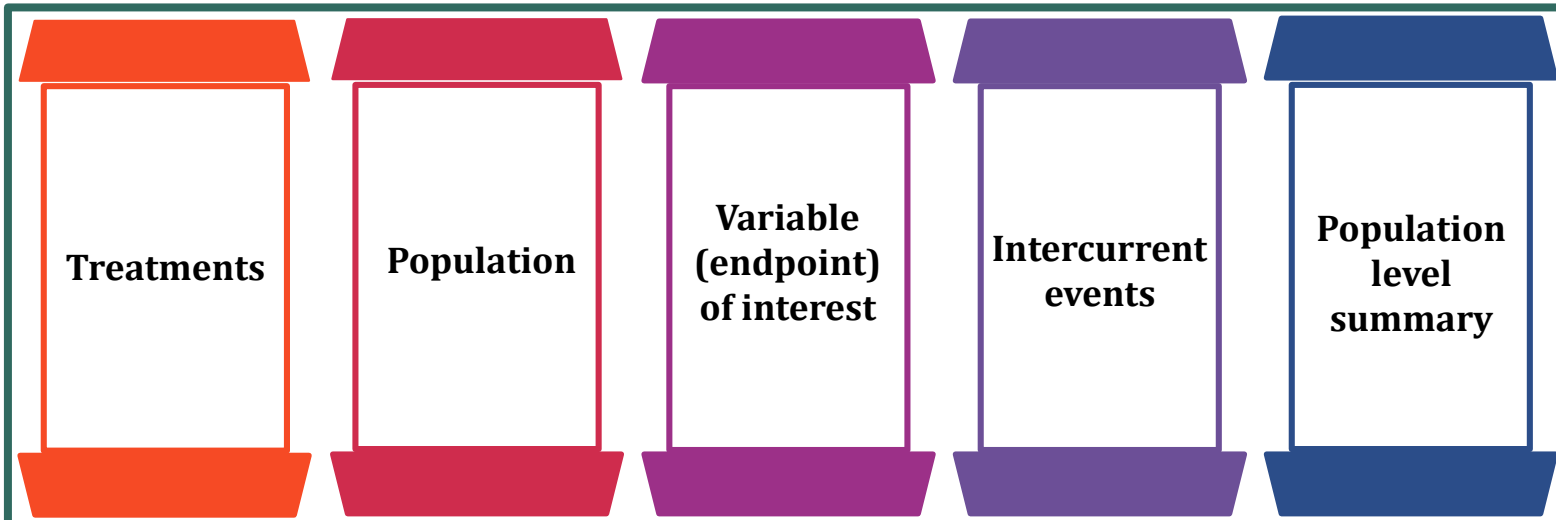 Treatments
Population
Variable
(endpoint)
of interest
Intercurrent
events
Population
level
summary